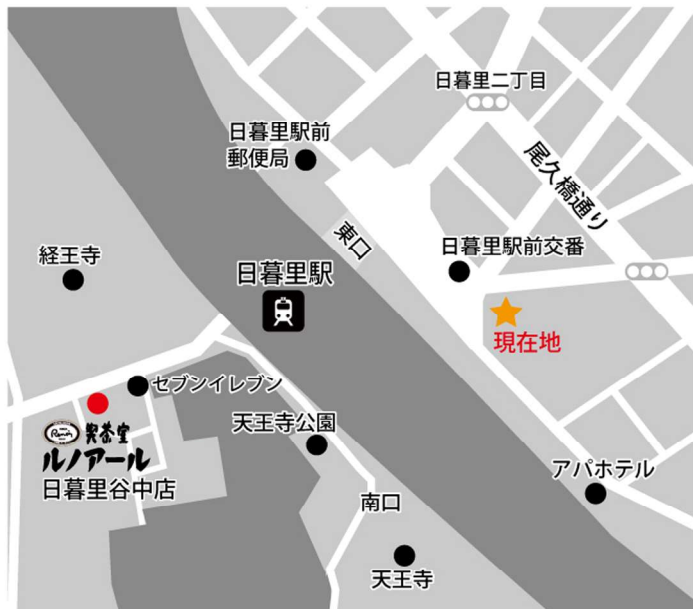 日暮里二丁目
日暮里駅前
郵便局
尾久橋通り
東口
日暮里駅前交番
経王寺
日暮里駅
現在地
セブンイレブン
天王寺公園
喫茶室
ルノアール
日暮里谷中店
アパホテル
南口
天王寺